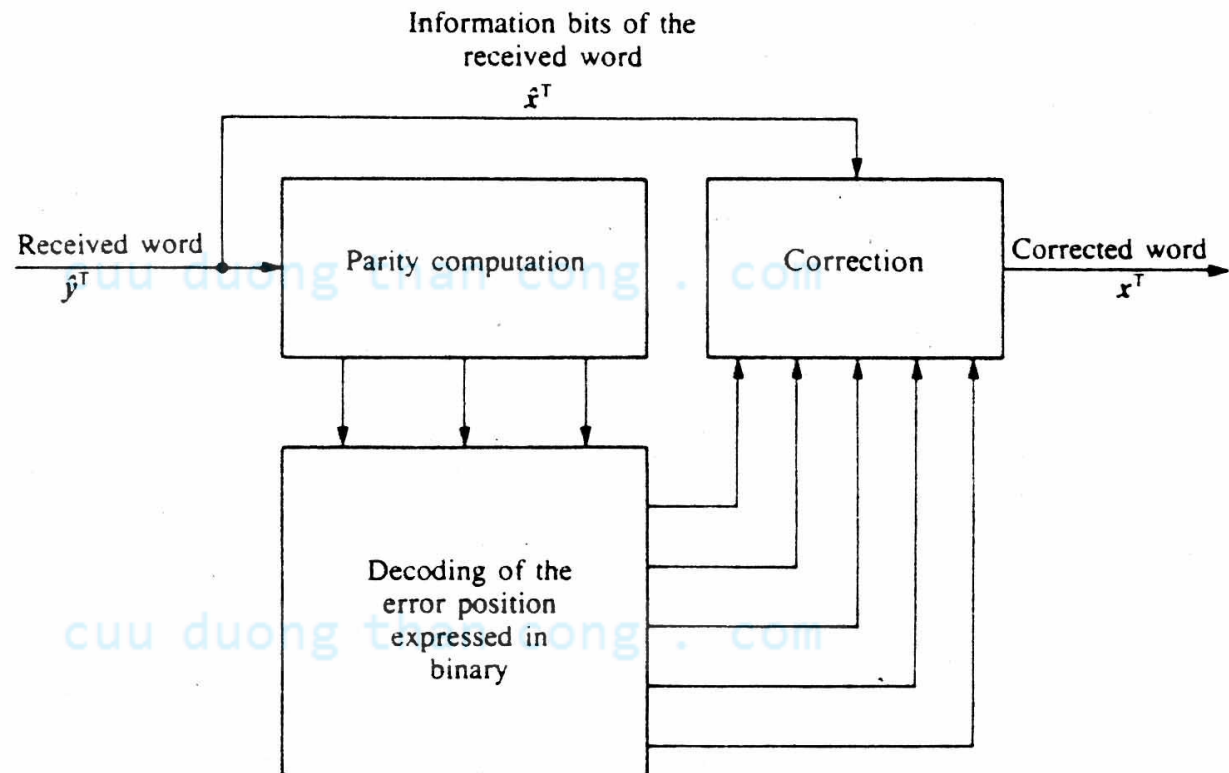 Information bits of the
received word
x̂ᵀ
Received word
ŷᵀ
Parity computation
Correction
Corrected word
xᵀ
cuu duong than cong . com
Decoding of the
error position
expressed in
binary
cuu duong than cong . com